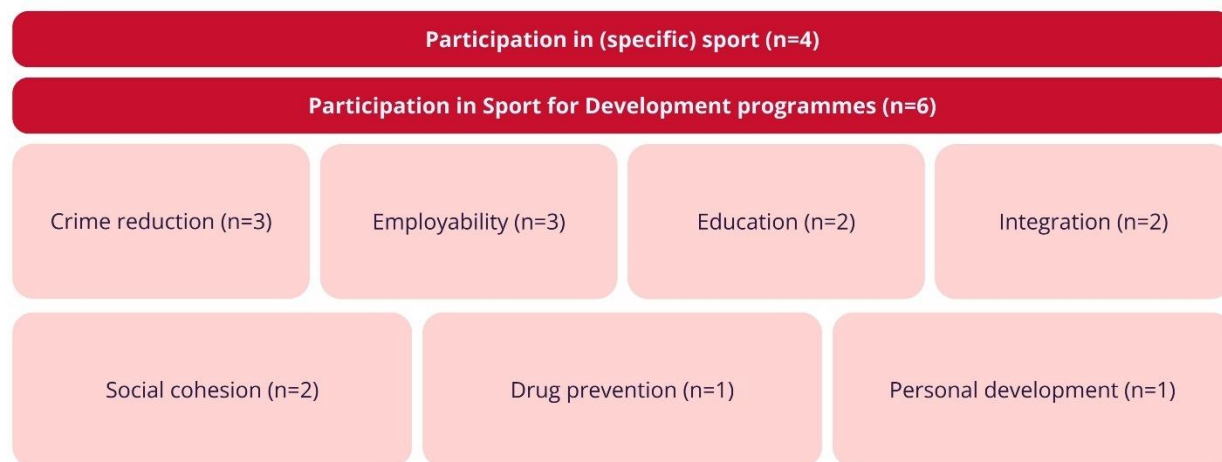 Participation in (specific) sport (n=4)
Participation in Sport for Development programmes (n=6)
Crime reduction (n=3)
Employability (n=3)
Education (n=2)
Integration (n=2)
Social cohesion (n=2)
Drug prevention (n=1)
Personal development (n=1)